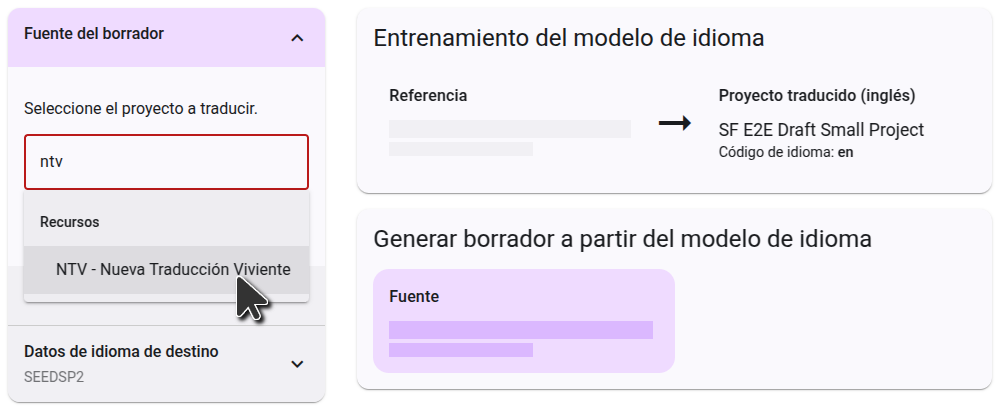 Fuente del borrador
Seleccione el proyecto a traducir.
ntv
Recursos
NTV - Nueva Traducción Viviente
Datos de idioma de destino
SEEDSP2
Entrenamiento del modelo de idioma
Referencia
Proyecto traducido (inglés)
SF E2E Draft Small Project
Código de idioma: en
Generar borrador a partir del modelo de idioma
Fuente